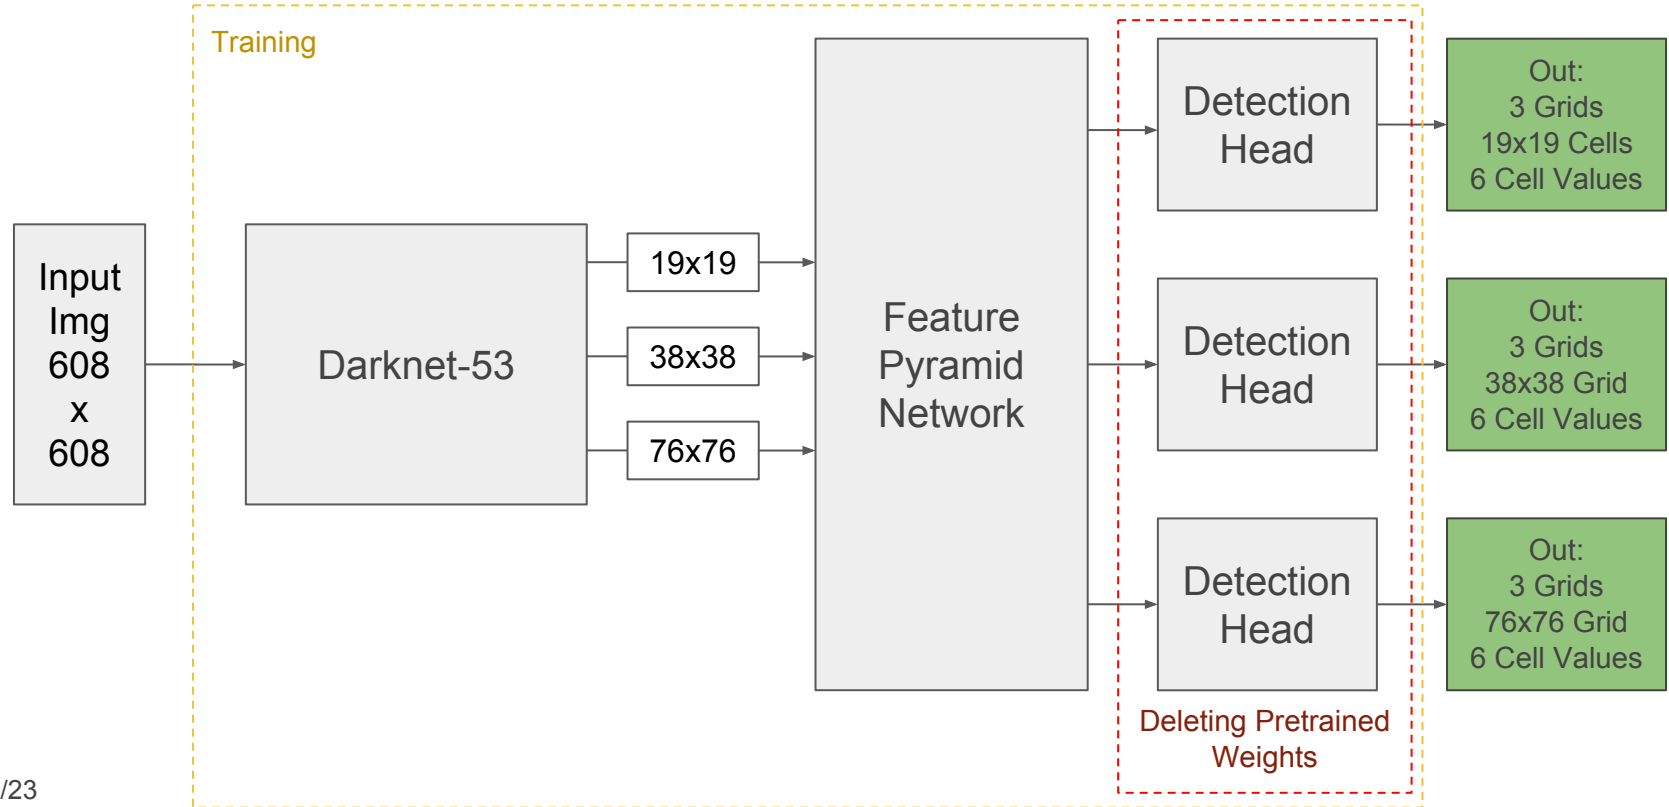 Training
Input
Img
608
x
608
Darknet-53
19x19
38x38
76x76
Feature
Pyramid
Network
Detection
Head
Detection
Head
Detection
Head
Deleting Pretrained
Weights
Out:
3 Grids
19x19 Cells
6 Cell Values
Out:
3 Grids
38x38 Grid
6 Cell Values
Out:
3 Grids
76x76 Grid
6 Cell Values
/23